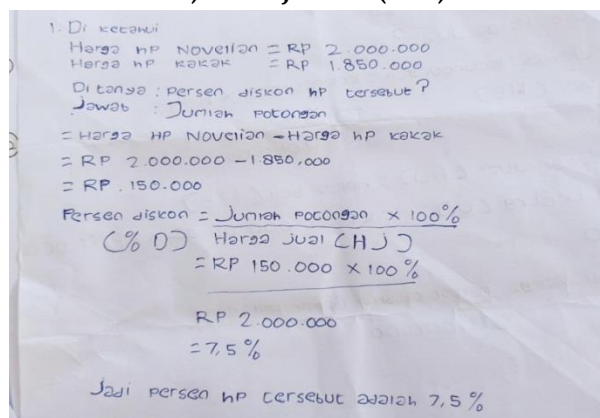 1. Di ketahui
Harga hp Novelian = RP 2.000.000
Harga hp kakak = RP 1.850.000
Di tanya : persen diskon hp tersebut?
Jawab : Jumlah potongan
= Harga HP Novelian - Harga hp kakak
= RP 2.000.000 - 1.850.000
= RP. 150.000
Persen diskon = Jumlah potongan × 100%
(% D) Harga jual (HJ)
= RP 150.000 × 100%
RP 2.000.000
= 7,5%
Jadi persen hp tersebut adalah 7,5%